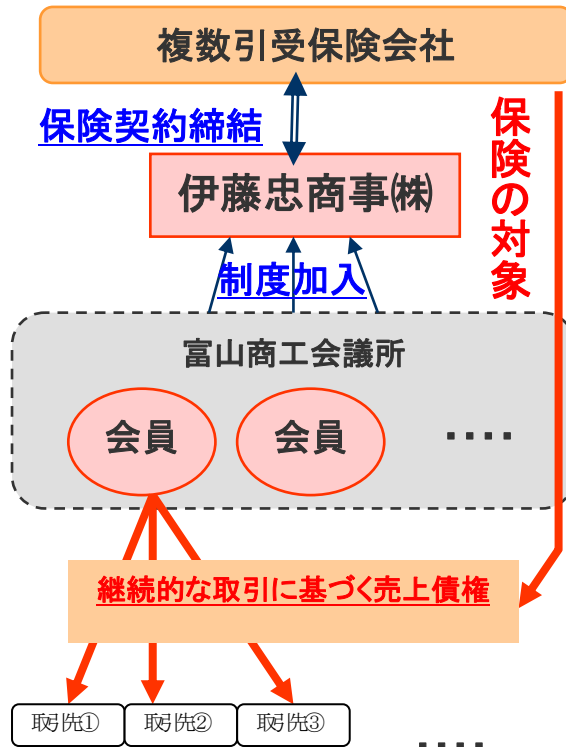 複数引受保険会社
保険契約締結
保険の対象
伊藤忠商事㈱
制度加入
富山商工会議所
会員
会員
・・・・
継続的な取引に基づく売上債権
取引先①
取引先②
取引先③
・・・・